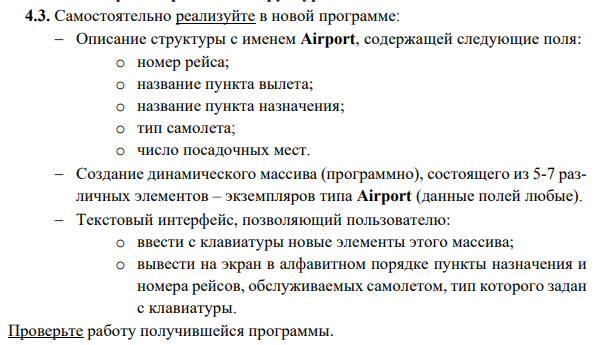 4.3. Самостоятельно реализуйте в новой программе:
– Описание структуры с именем Airport, содержащей следующие поля:
o номер рейса;
o название пункта вылета;
o название пункта назначения;
o тип самолета;
o число посадочных мест.
– Создание динамического массива (программно), состоящего из 5-7 раз-
личных элементов – экземпляров типа Airport (данные полей любые).
– Текстовый интерфейс, позволяющий пользователю:
o ввести с клавиатуры новые элементы этого массива;
o вывести на экран в алфавитном порядке пункты назначения и
номера рейсов, обслуживаемых самолетом, тип которого задан
с клавиатуры.
Проверьте работу получившейся программы.